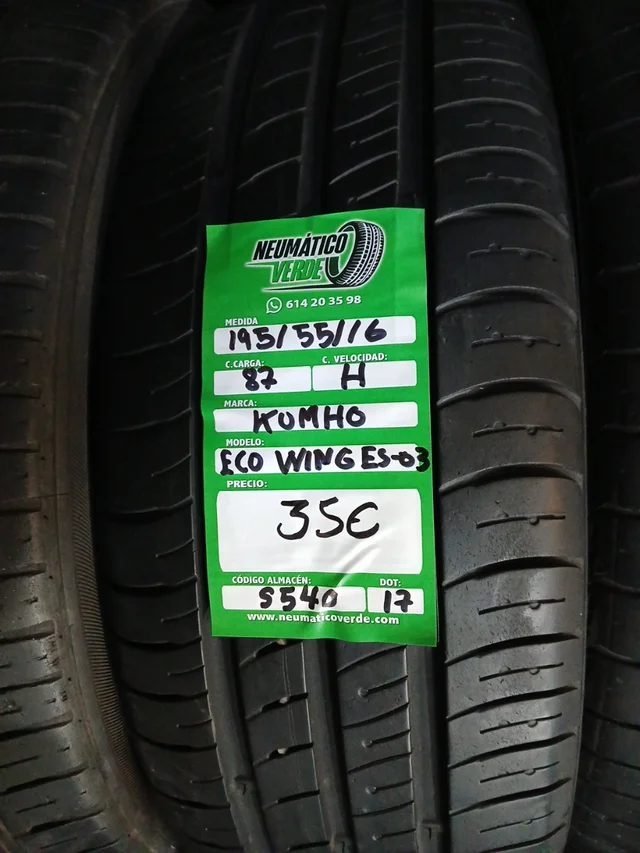 NEUMÁTICO
VERDE
614 20 35 98
MEDIDA
195/55/16
C.CARGA: C. VELOCIDAD:
87 H
MARCA:
KUMHO
MODELO:
ECO WING ES-03
PRECIO:
35€
CÓDIGO ALMACÉN: DOT:
S540 17
www.neumaticoverde.com